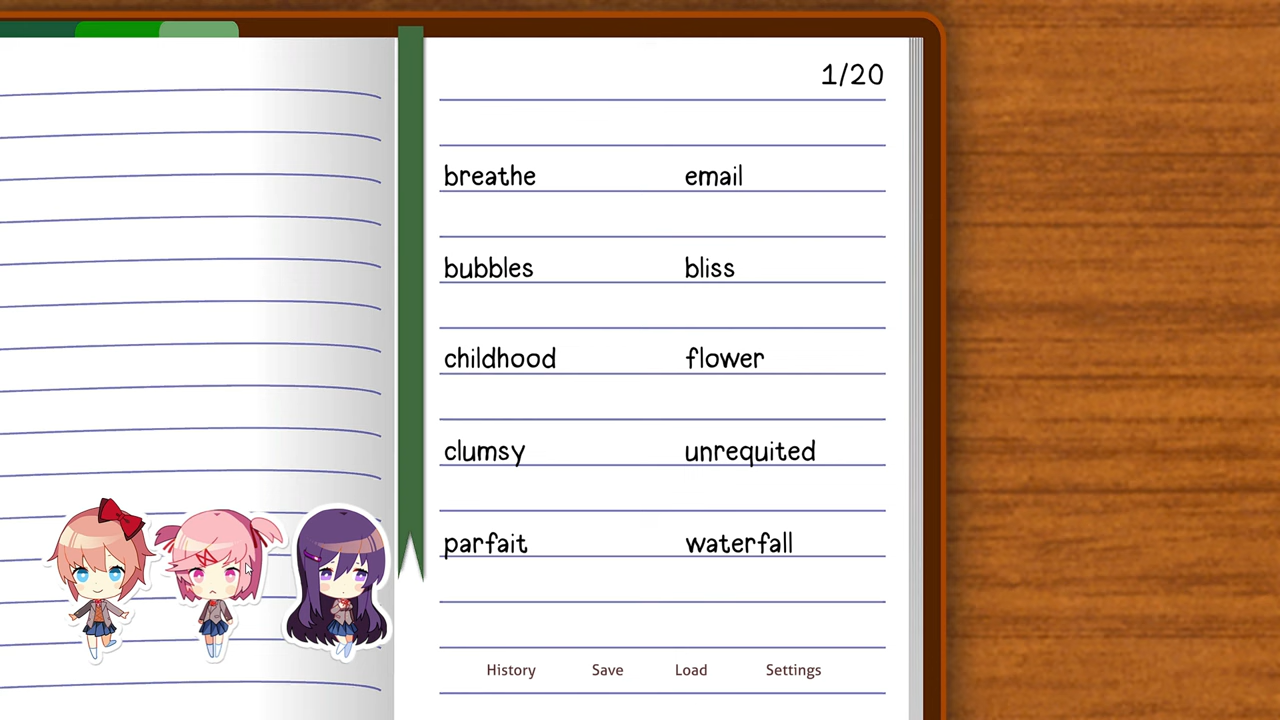 1/20
breathe email
bubbles bliss
childhood flower
clumsy unrequited
parfait waterfall
History Save Load Settings